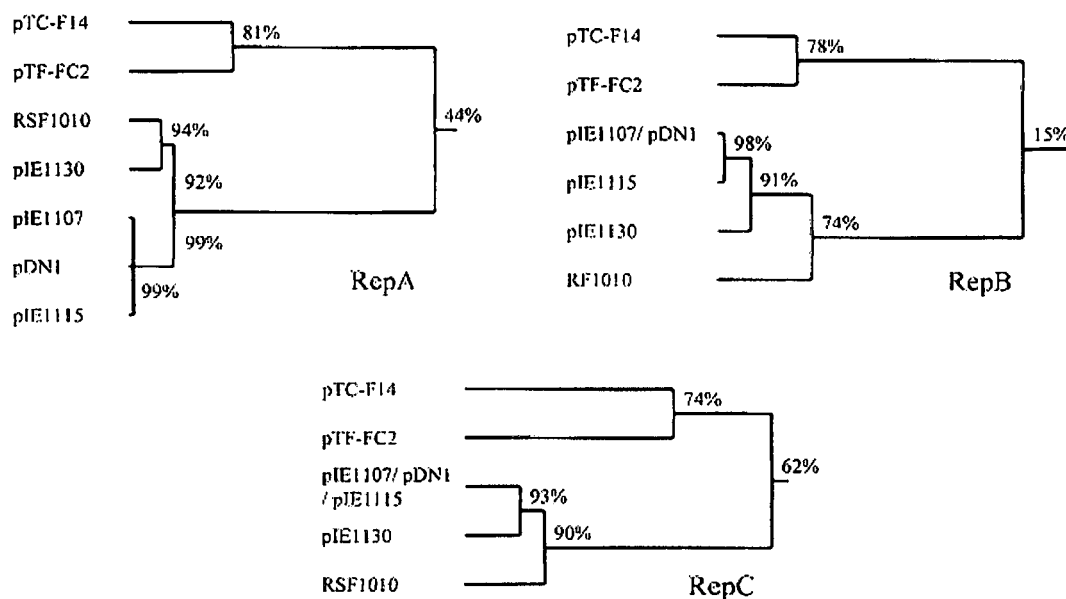 pTC-F14
81%
pTF-FC2
44%
RSF1010
94%
pIE1130
92%
pIE1107
99%
pDN1
RepA
99%
pIE1115
pTC-F14
78%
pTF-FC2
15%
pIE1107/ pDN1
98%
pIE1115
91%
74%
pIE1130
RF1010
RepB
pTC-F14
74%
pTF-FC2
62%
pIE1107/ pDN1
/ pIE1115
93%
pIE1130
90%
RSF1010
RepC